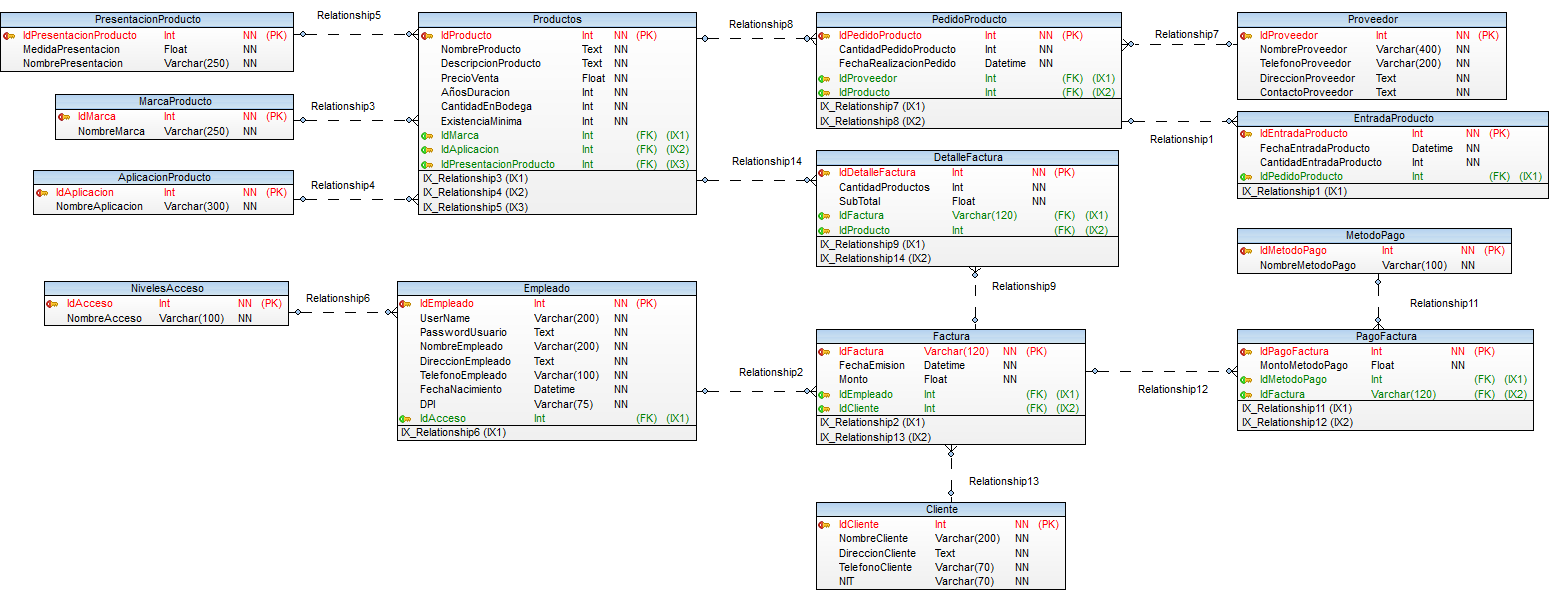 PresentacionProducto
IdPresentacionProducto Int NN (PK)
MedidaPresentacion Float NN
NombrePresentacion Varchar(250) NN
Relationship5
MarcaProducto
IdMarca Int NN (PK)
NombreMarca Varchar(250) NN
Relationship3
AplicacionProducto
IdAplicacion Int NN (PK)
NombreAplicacion Varchar(300) NN
Relationship4
Productos
IdProducto Int NN (PK)
NombreProducto Text NN
DescripcionProducto Text NN
PrecioVenta Float NN
AñosDuracion Int NN
CantidadEnBodega Int NN
ExistenciaMinima Int NN
IdMarca Int (FK) (IX1)
IdAplicacion Int (FK) (IX2)
IdPresentacionProducto Int (FK) (IX3)
IX_Relationship3 (IX1)
IX_Relationship4 (IX2)
IX_Relationship5 (IX3)
Relationship8
PedidoProducto
IdPedidoProducto Int NN (PK)
CantidadPedidoProducto Int NN
FechaRealizacionPedido Datetime NN
IdProveedor Int (FK) (IX1)
IdProducto Int (FK) (IX2)
IX_Relationship7 (IX1)
IX_Relationship8 (IX2)
Relationship7
Proveedor
IdProveedor Int NN (PK)
NombreProveedor Varchar(400) NN
TelefonoProveedor Varchar(200) NN
DireccionProveedor Text NN
ContactoProveedor Text NN
Relationship1
EntradaProducto
IdEntradaProducto Int NN (PK)
FechaEntradaProducto Datetime NN
CantidadEntradaProducto Int NN
IdPedidoProducto Int (FK) (IX1)
IX_Relationship1 (IX1)
Relationship14
DetalleFactura
IdDetalleFactura Int NN (PK)
CantidadProductos Int NN
SubTotal Float NN
IdFactura Varchar(120) (FK) (IX1)
IdProducto Int (FK) (IX2)
IX_Relationship9 (IX1)
IX_Relationship14 (IX2)
Relationship9
MetodoPago
IdMetodoPago Int NN (PK)
NombreMetodoPago Varchar(100) NN
Relationship11
NivelesAcceso
IdAcceso Int NN (PK)
NombreAcceso Varchar(100) NN
Relationship6
Empleado
IdEmpleado Int NN (PK)
UserName Varchar(200) NN
PasswordUsuario Text NN
NombreEmpleado Varchar(200) NN
DireccionEmpleado Text NN
TelefonoEmpleado Varchar(100) NN
FechaNacimiento Datetime NN
DPI Varchar(75) NN
IdAcceso Int (FK) (IX1)
IX_Relationship6 (IX1)
Relationship2
Factura
IdFactura Varchar(120) NN (PK)
FechaEmision Datetime NN
Monto Float NN
IdEmpleado Int (FK) (IX1)
IdCliente Int (FK) (IX2)
IX_Relationship2 (IX1)
IX_Relationship13 (IX2)
Relationship12
PagoFactura
IdPagoFactura Int NN (PK)
MontoMetodoPago Float NN
IdMetodoPago Int (FK) (IX1)
IdFactura Varchar(120) (FK) (IX2)
IX_Relationship11 (IX1)
IX_Relationship12 (IX2)
Relationship13
Cliente
IdCliente Int NN (PK)
NombreCliente Varchar(200) NN
DireccionCliente Text NN
TelefonoCliente Varchar(70) NN
NIT Varchar(70) NN